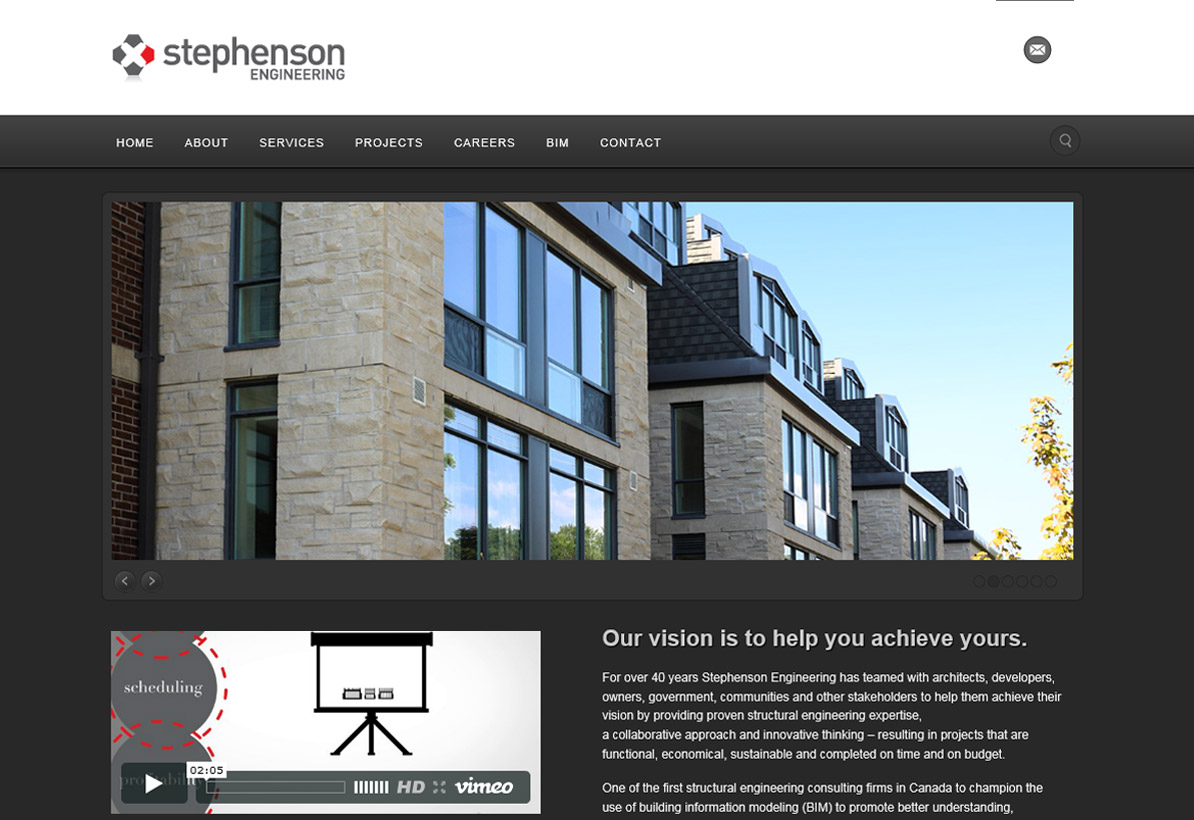 stephenson
ENGINEERING
HOME ABOUT SERVICES PROJECTS CAREERS BIM CONTACT
scheduling
profitability
02:05
HD vimeo
Our vision is to help you achieve yours.
For over 40 years Stephenson Engineering has teamed with architects, developers,
owners, government, communities and other stakeholders to help them achieve their
vision by providing proven structural engineering expertise,
a collaborative approach and innovative thinking – resulting in projects that are
functional, economical, sustainable and completed on time and on budget.
One of the first structural engineering consulting firms in Canada to champion the
use of building information modeling (BIM) to promote better understanding,